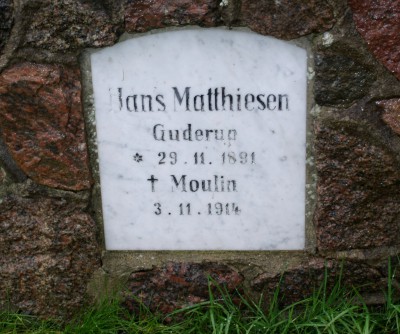 Hans Matthiesen
Guderup
* 29.11.1891
† Moulin
3.11.1914